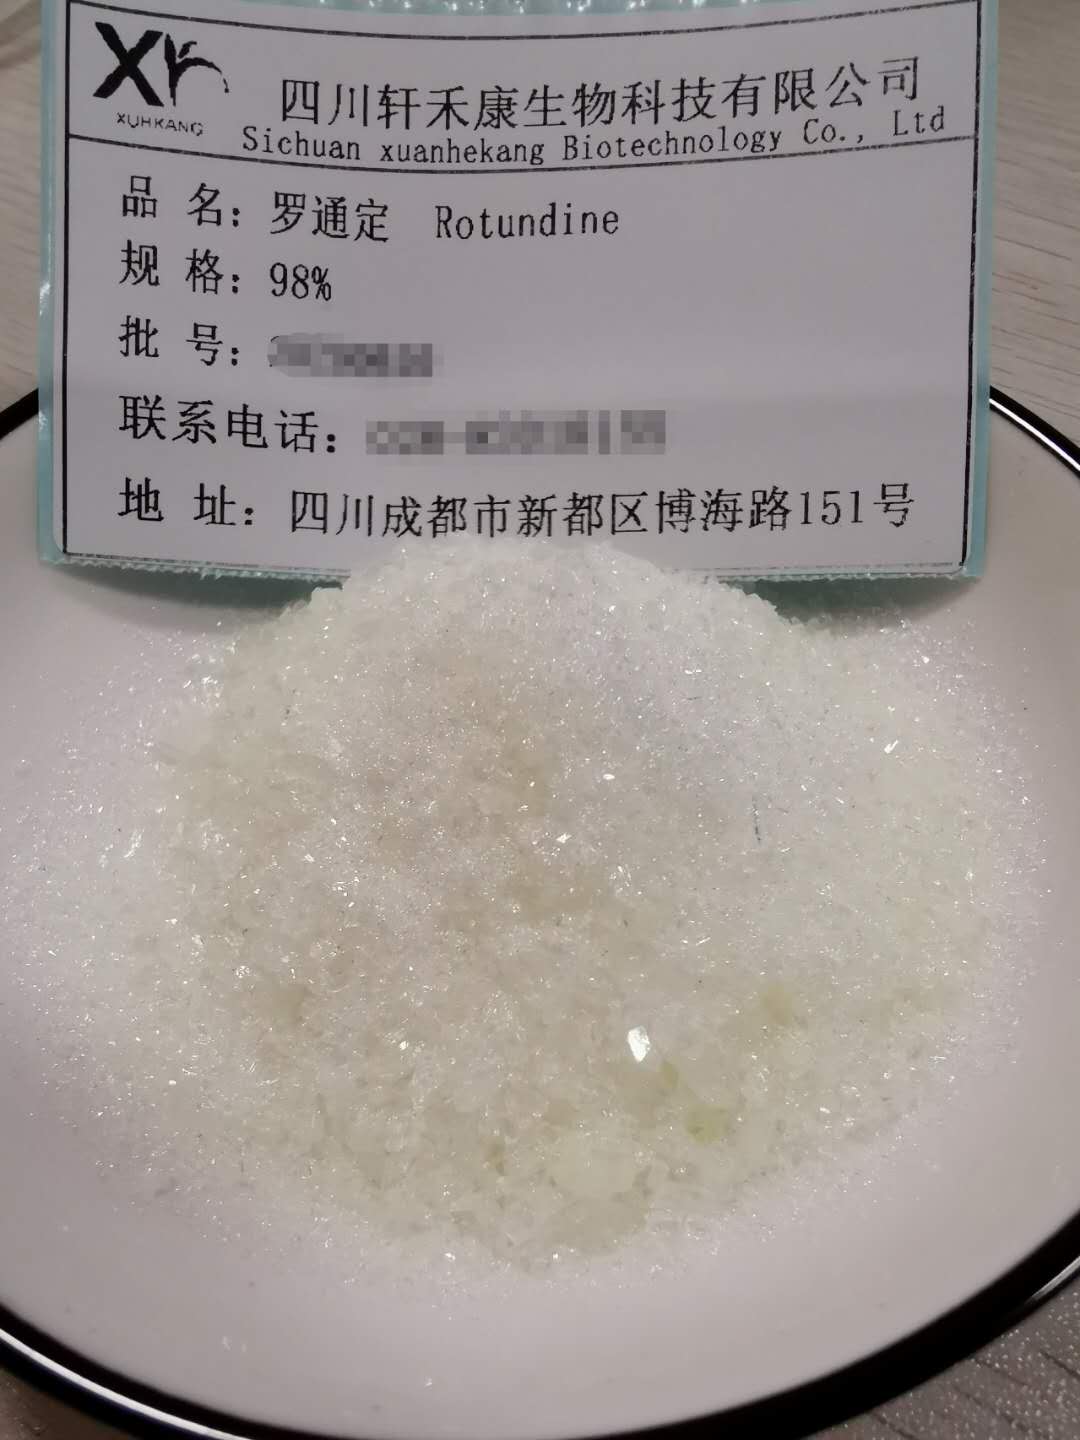 XUHKANG
四川轩禾康生物科技有限公司
Sichuan xuanhekang Biotechnology Co., Ltd
品 名：罗通定 Rotundine
规 格：98%
批 号：
联系电话：
地 址：四川成都市新都区博海路151号